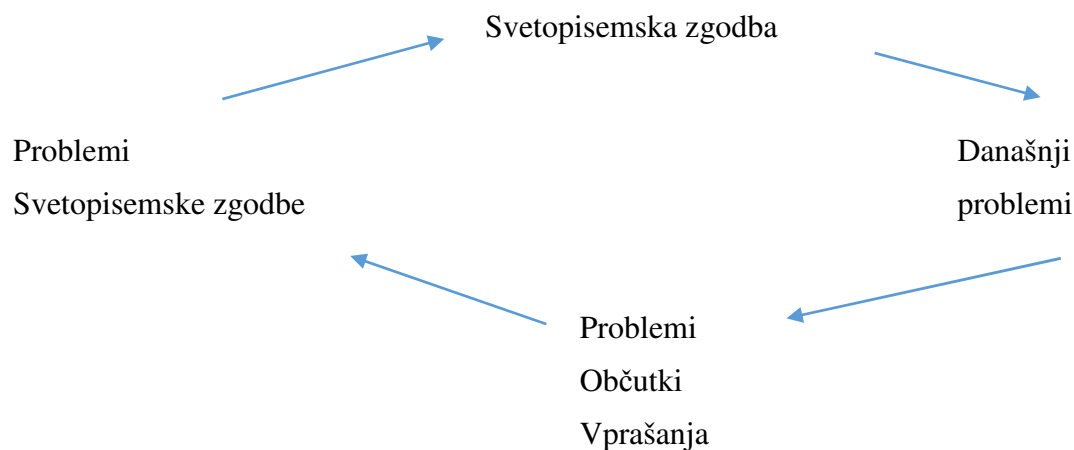 Svetopisemska zgodba
Problemi
Svetopisemske zgodbe
Današnji
problemi
Problemi
Občutki
Vprašanja